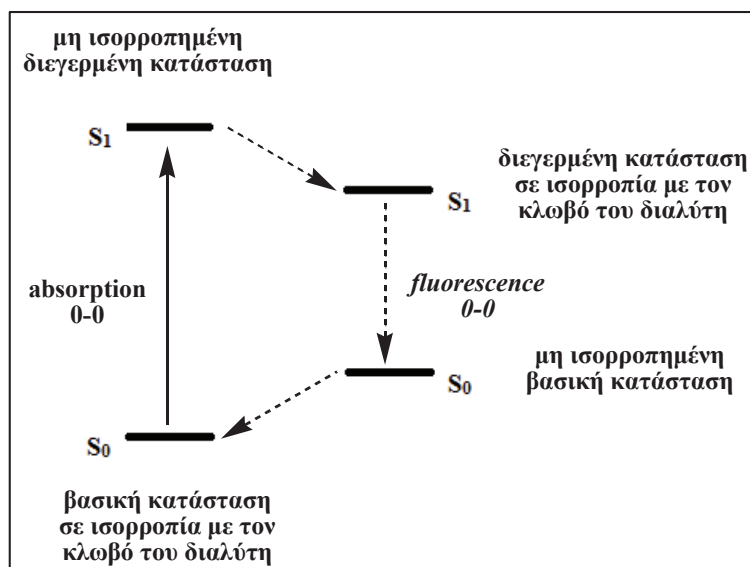 μη ισορροπημένη
διεγερμένη κατάσταση
S1
S1
διεγερμένη κατάσταση
σε ισορροπία με τον
κλωβό του διαλύτη
absorption
0-0
fluorescence
0-0
S0
μη ισορροπημένη
βασική κατάσταση
S0
βασική κατάσταση
σε ισορροπία με τον
κλωβό του διαλύτη